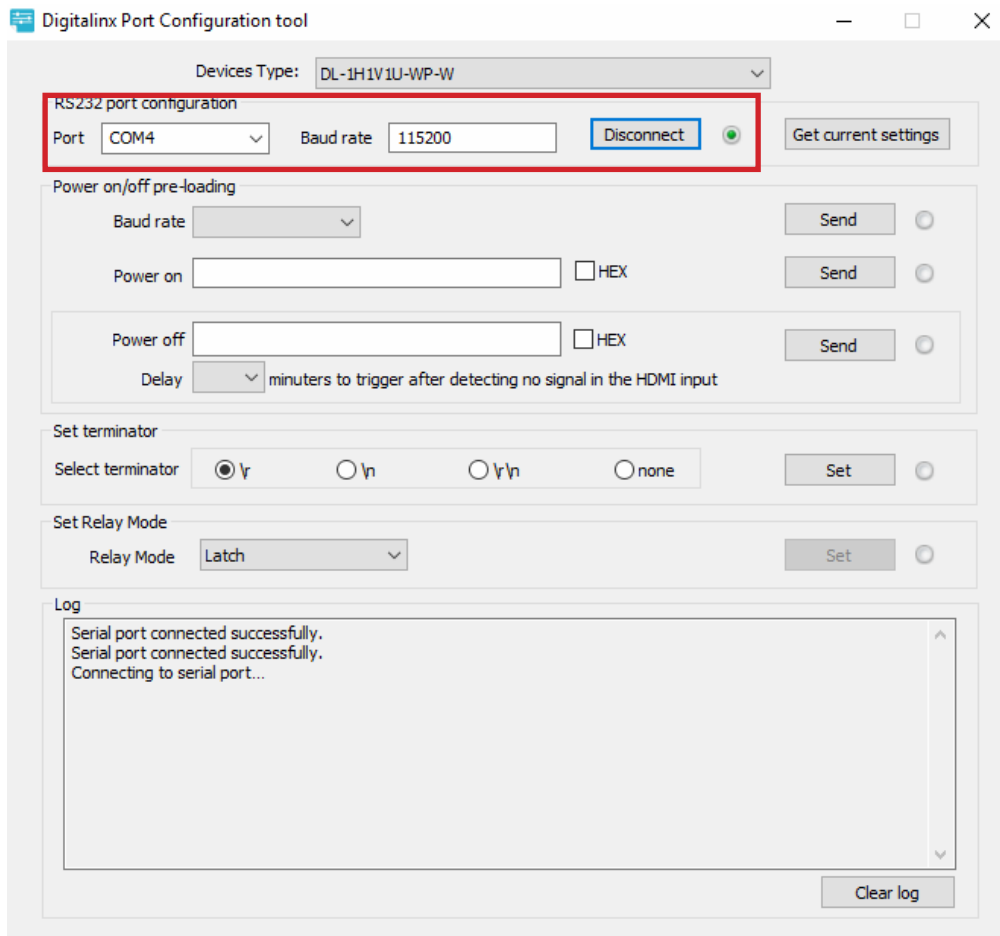 Digitalinx Port Configuration tool
Devices Type: DL-1H1V1U-WP-W
RS232 port configuration
Port COM4 Baud rate 115200 Disconnect Get current settings
Power on/off pre-loading
Baud rate Send
Power on HEX Send
Power off HEX Send
Delay minuters to trigger after detecting no signal in the HDMI input
Set terminator
Select terminator \r \n \r\n none Set
Set Relay Mode
Relay Mode Latch Set
Log
Serial port connected successfully.
Serial port connected successfully.
Connecting to serial port...
Clear log